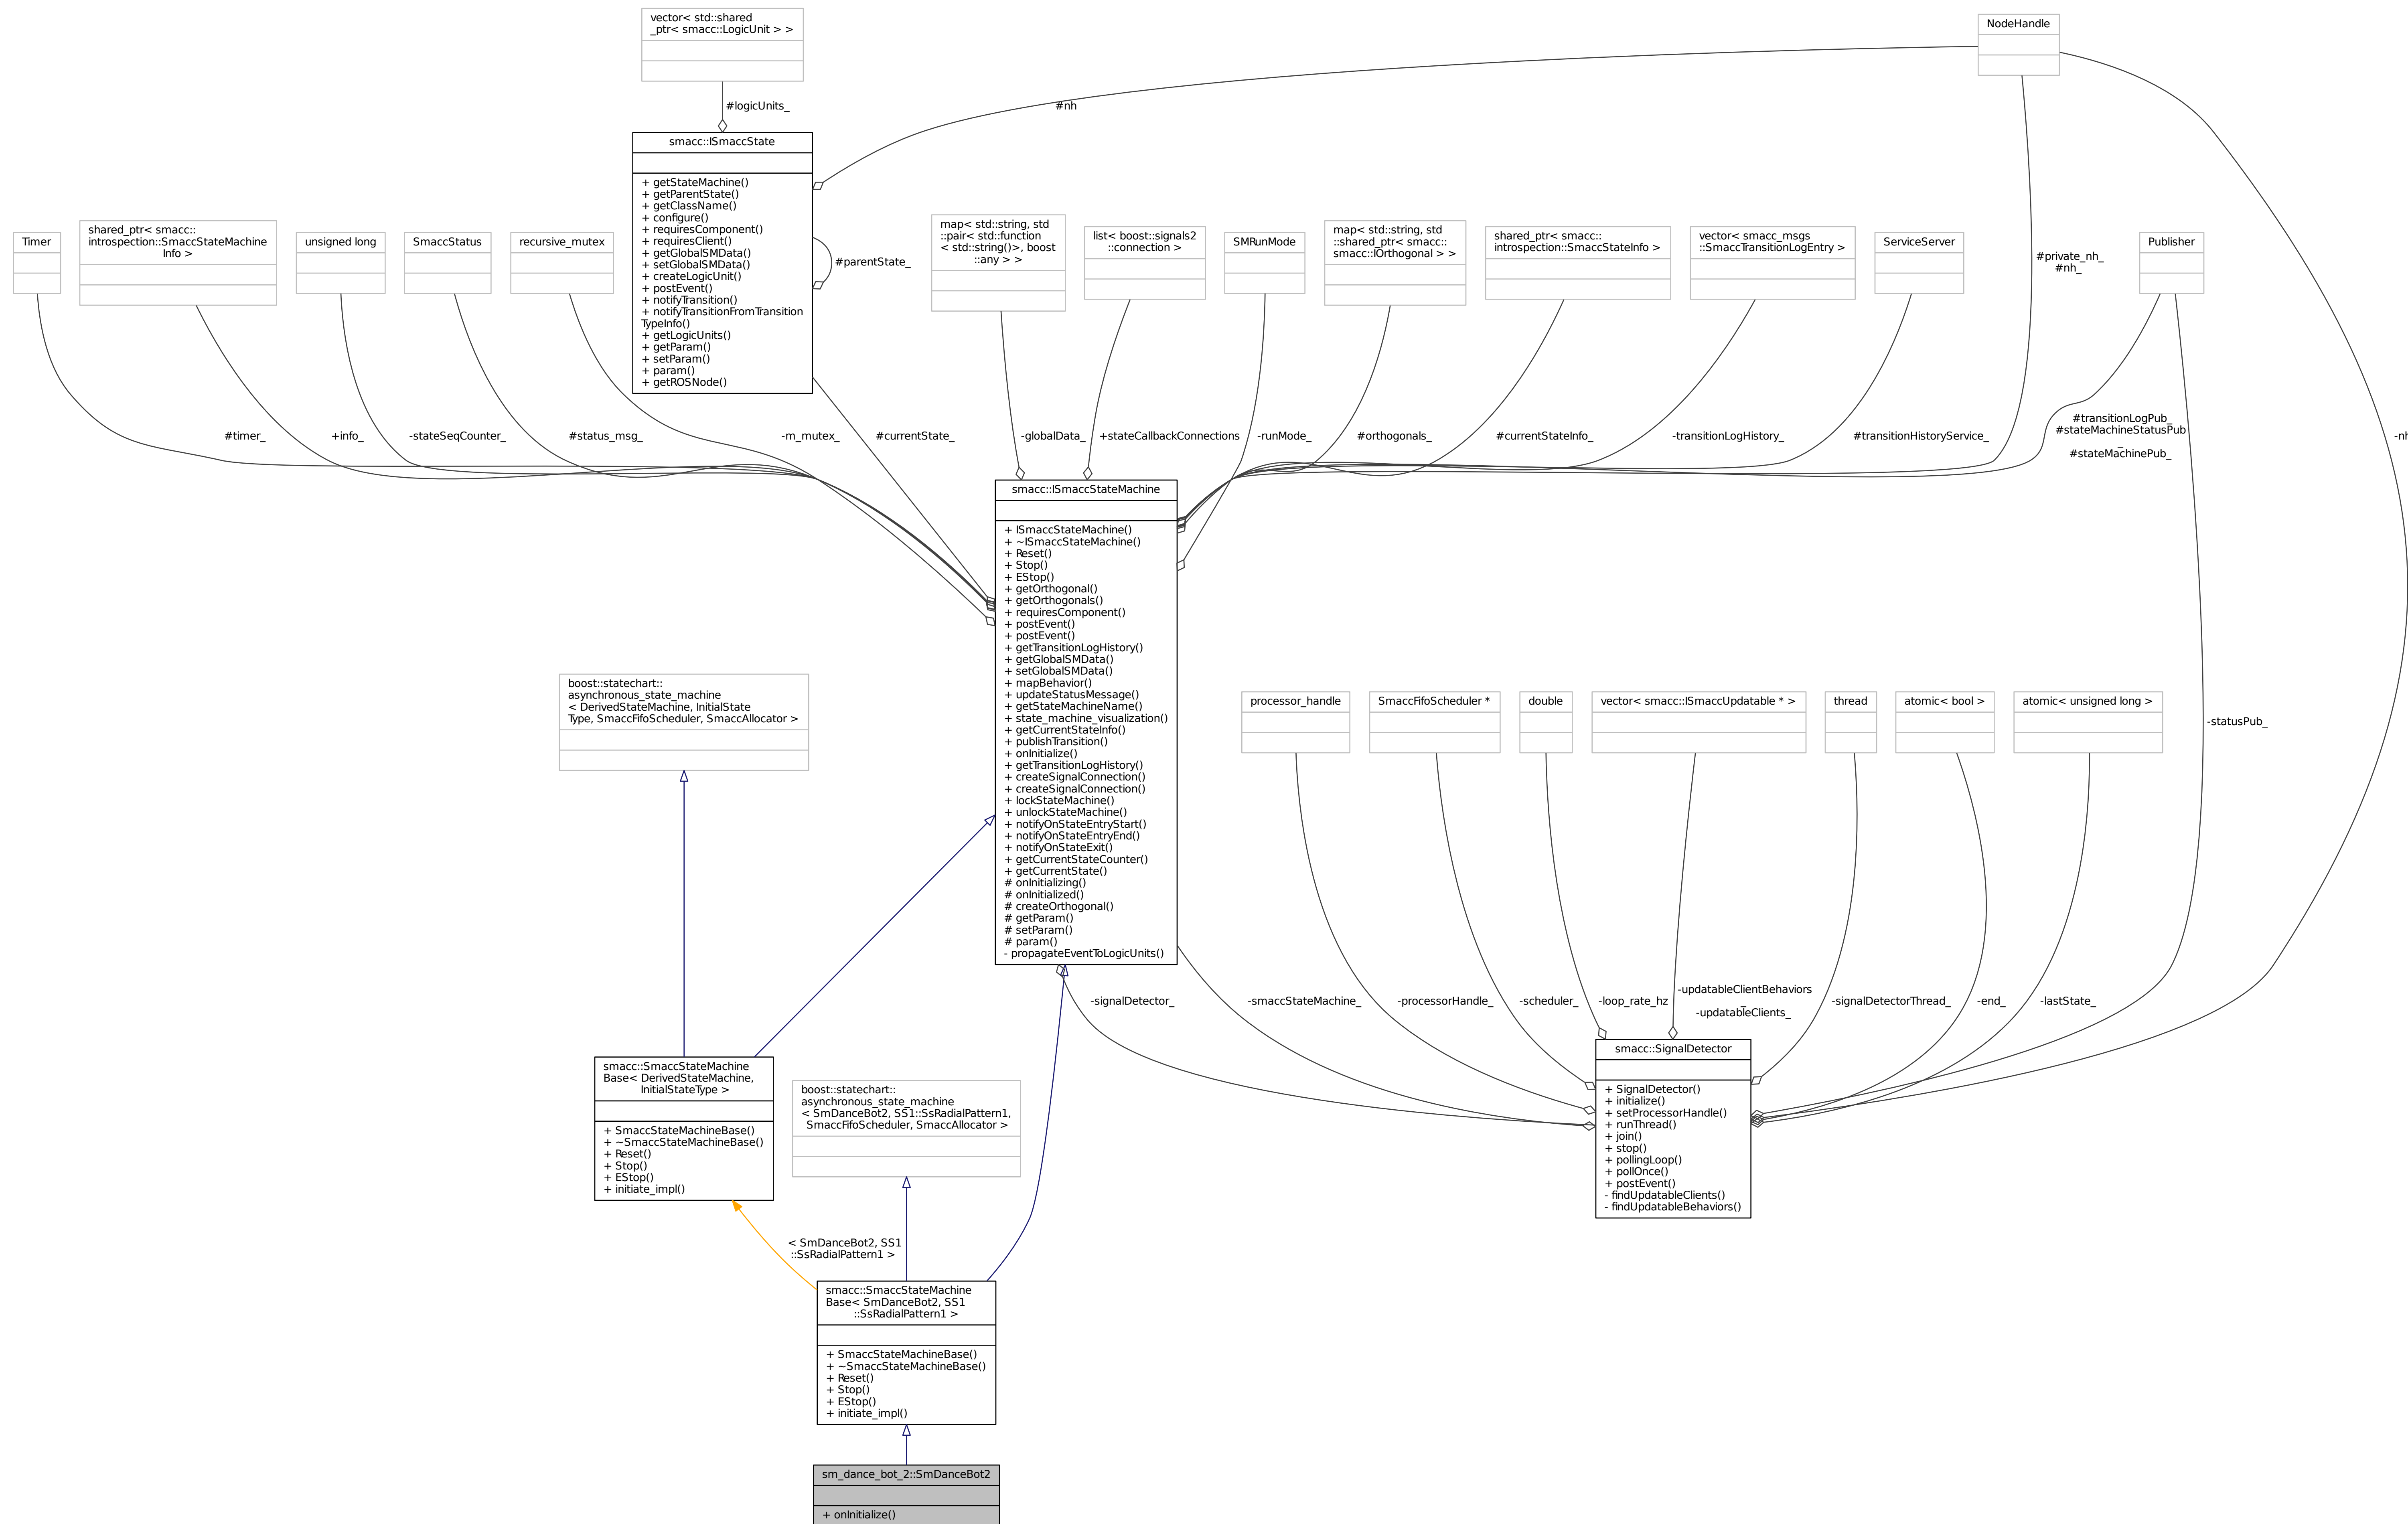 vector< std::shared
_ptr< smacc::LogicUnit > >
NodeHandle
#logicUnits_
#nh
smacc::ISmaccState
+ getStateMachine()
+ getParentState()
+ getClassName()
+ configure()
+ requiresComponent()
+ requiresClient()
+ getGlobalSMData()
+ setGlobalSMData()
+ createLogicUnit()
+ postEvent()
+ notifyTransition()
+ notifyTransitionFromTransition
TypeInfo()
+ getLogicUnits()
+ getParam()
+ setParam()
+ param()
+ getROSNode()
#parentState_
Timer
shared_ptr< smacc::
introspection::SmaccStateMachine
Info >
unsigned long
SmaccStatus
recursive_mutex
map< std::string, std
::pair< std::function
< std::string()>, boost
::any > >
list< boost::signals2
::connection >
SMRunMode
map< std::string, std
::shared_ptr< smacc::
smacc::IOrthogonal > >
shared_ptr< smacc::
introspection::SmaccStateInfo >
vector< smacc_msgs
::SmaccTransitionLogEntry >
ServiceServer
Publisher
#private_nh_
#nh_
#timer_
+info_
-stateSeqCounter_
#status_msg_
-m_mutex_
#currentState_
-globalData_
+stateCallbackConnections
-runMode_
#orthogonals_
#currentStateInfo_
-transitionLogHistory_
#transitionHistoryService_
#transitionLogPub_
#stateMachineStatusPub
_
#stateMachinePub_
-nh
smacc::ISmaccStateMachine
+ ISmaccStateMachine()
+ ~ISmaccStateMachine()
+ Reset()
+ Stop()
+ EStop()
+ getOrthogonal()
+ getOrthogonals()
+ requiresComponent()
+ postEvent()
+ postEvent()
+ getTransitionLogHistory()
+ getGlobalSMData()
+ setGlobalSMData()
+ mapBehavior()
+ updateStatusMessage()
+ getStateMachineName()
+ state_machine_visualization()
+ getCurrentStateInfo()
+ publishTransition()
+ onInitialize()
+ getTransitionLogHistory()
+ createSignalConnection()
+ createSignalConnection()
+ lockStateMachine()
+ unlockStateMachine()
+ notifyOnStateEntryStart()
+ notifyOnStateEntryEnd()
+ notifyOnStateExit()
+ getCurrentStateCounter()
+ getCurrentState()
# onInitializing()
# onInitialized()
# createOrthogonal()
# getParam()
# setParam()
# param()
- propagateEventToLogicUnits()
boost::statechart::
asynchronous_state_machine
< DerivedStateMachine, InitialState
Type, SmaccFifoScheduler, SmaccAllocator >
processor_handle
SmaccFifoScheduler *
double
vector< smacc::ISmaccUpdatable * >
thread
atomic< bool >
atomic< unsigned long >
-statusPub_
-signalDetector_
-smaccStateMachine_
-processorHandle_
-scheduler_
-loop_rate_hz
-updatableClientBehaviors
_
-updatableClients_
-signalDetectorThread_
-end_
-lastState_
smacc::SignalDetector
+ SignalDetector()
+ initialize()
+ setProcessorHandle()
+ runThread()
+ join()
+ stop()
+ pollingLoop()
+ pollOnce()
+ postEvent()
- findUpdatableClients()
- findUpdatableBehaviors()
smacc::SmaccStateMachine
Base< DerivedStateMachine,
InitialStateType >
+ SmaccStateMachineBase()
+ ~SmaccStateMachineBase()
+ Reset()
+ Stop()
+ EStop()
+ initiate_impl()
boost::statechart::
asynchronous_state_machine
< SmDanceBot2, SS1::SsRadialPattern1,
SmaccFifoScheduler, SmaccAllocator >
< SmDanceBot2, SS1
::SsRadialPattern1 >
smacc::SmaccStateMachine
Base< SmDanceBot2, SS1
::SsRadialPattern1 >
+ SmaccStateMachineBase()
+ ~SmaccStateMachineBase()
+ Reset()
+ Stop()
+ EStop()
+ initiate_impl()
sm_dance_bot_2::SmDanceBot2
+ onInitialize()